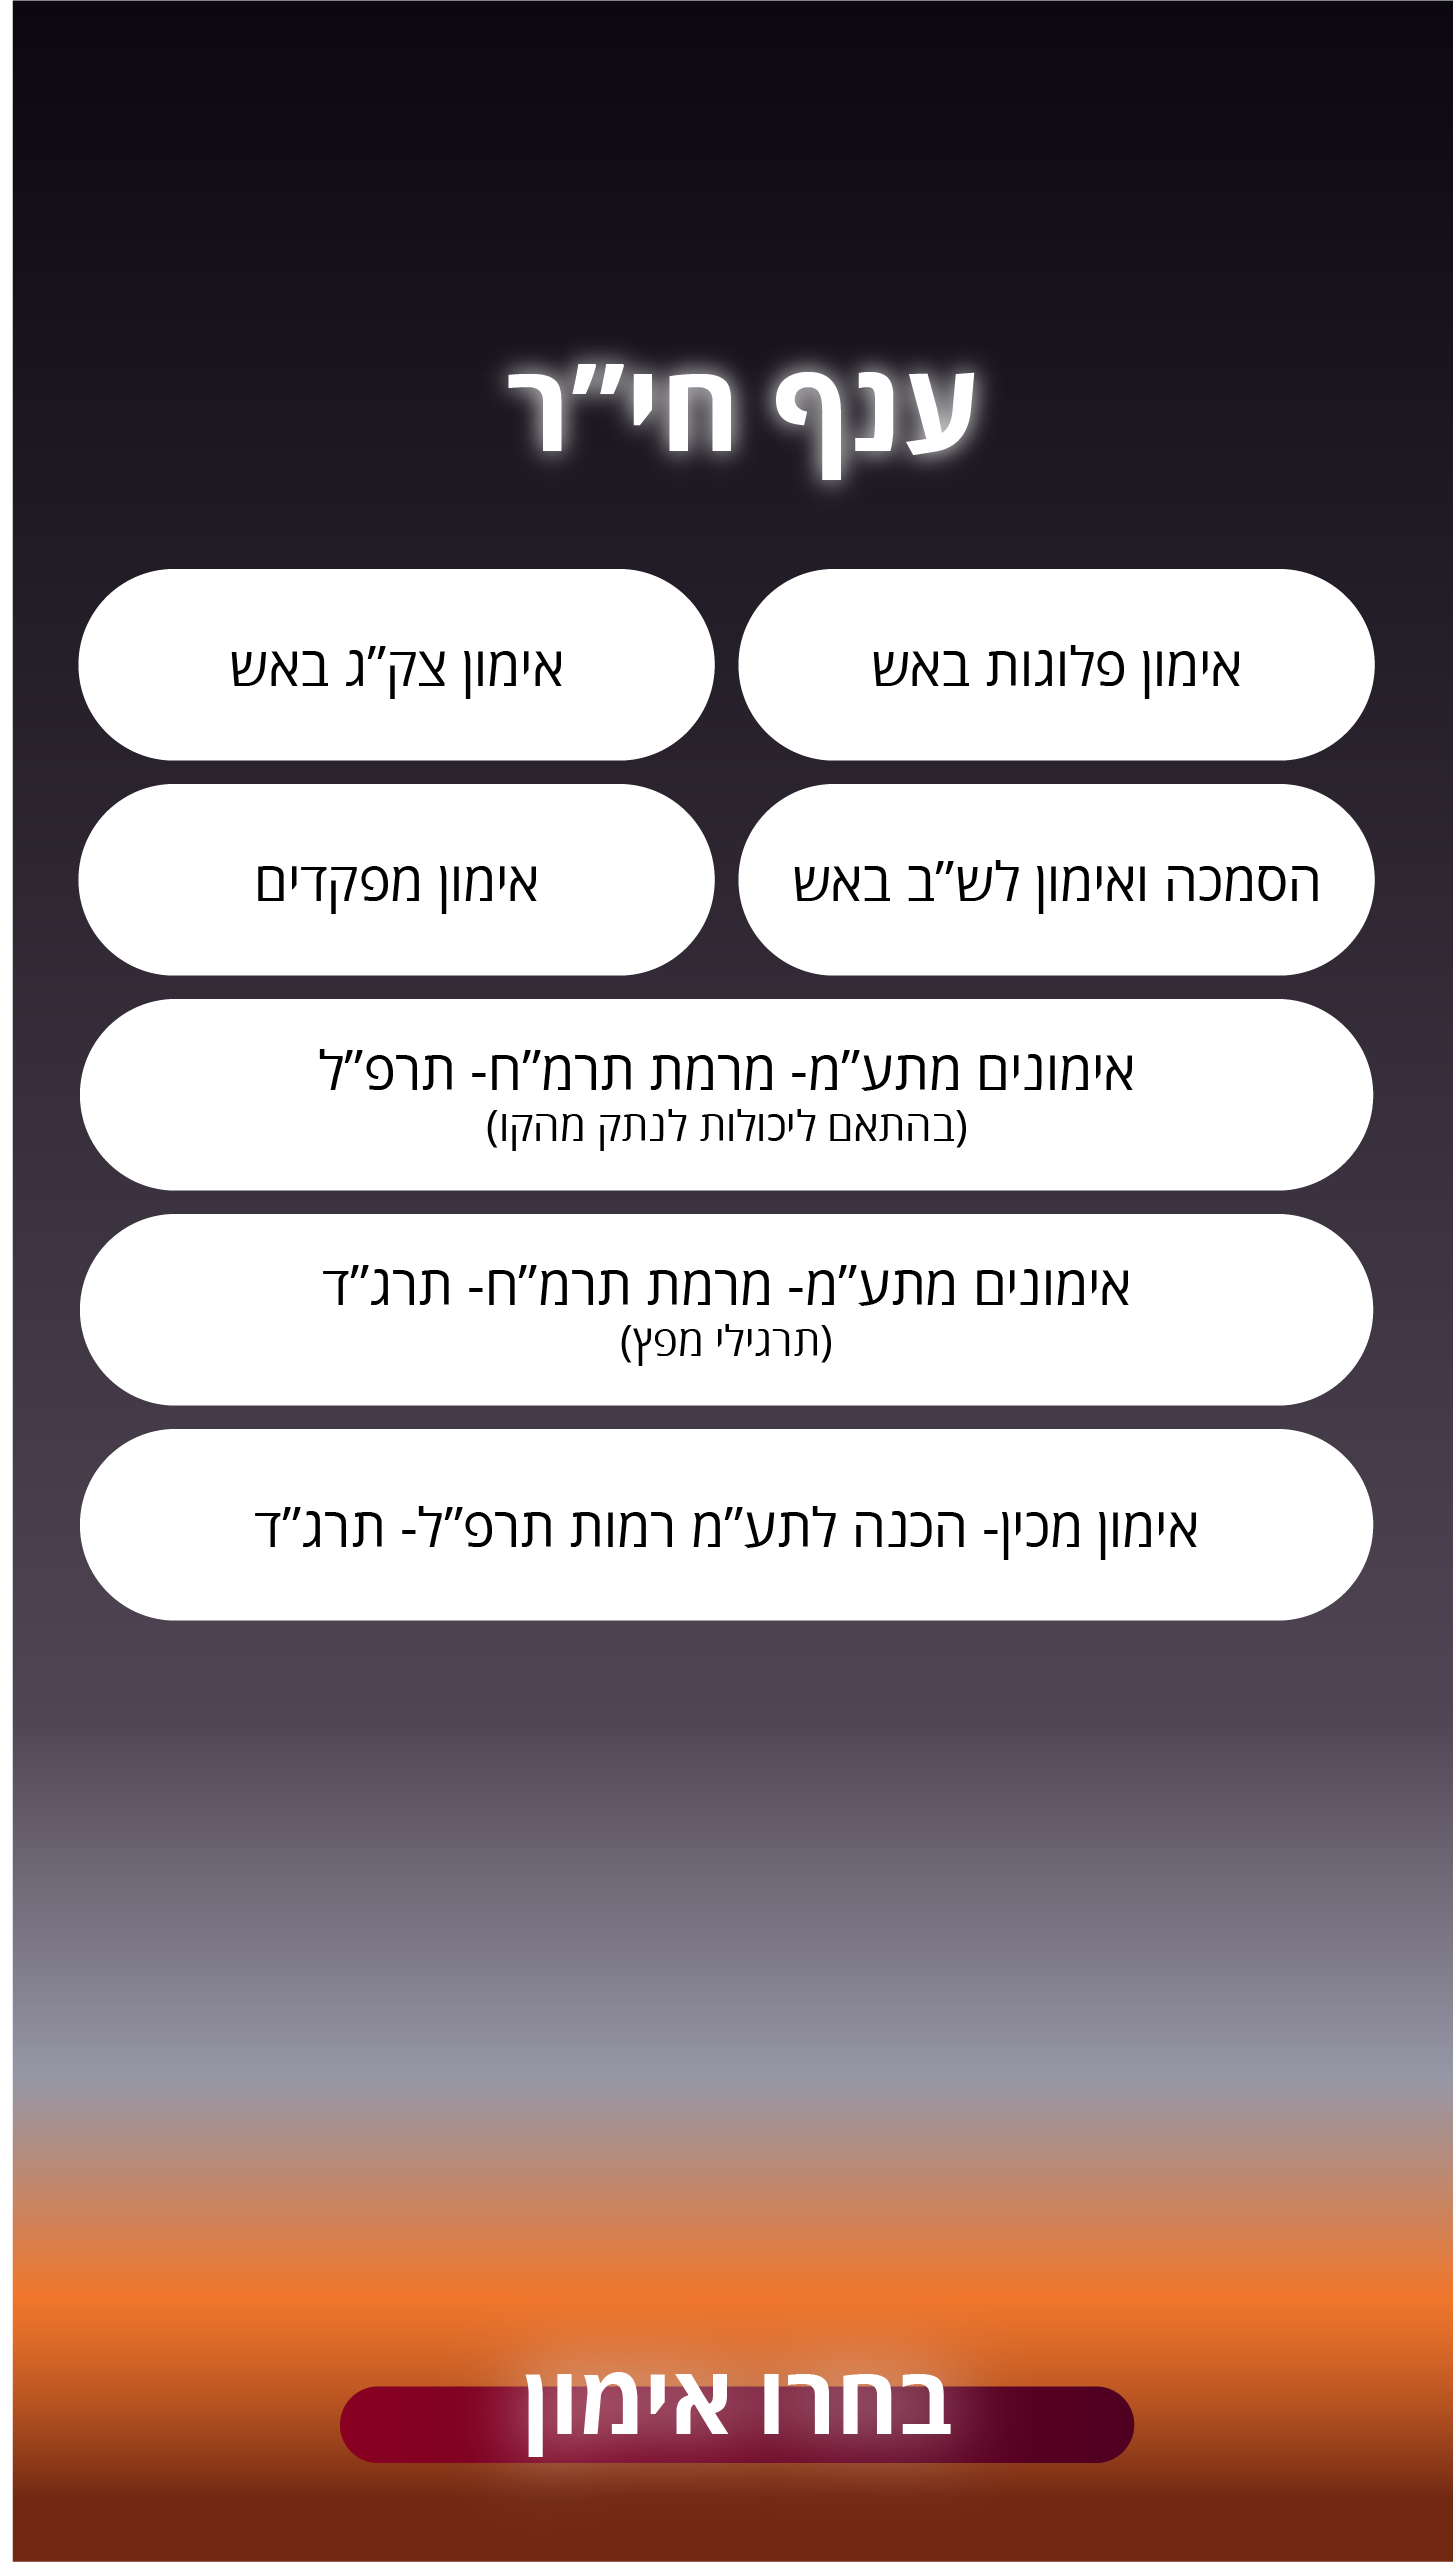 ענף חי״ר
אימון פלוגות באש
אימון צק״ג באש
הסמכה ואימון לש״ב באש
אימון מפקדים
אימונים מתע״מ- מרמת תרמ״ח- תרפ״ל
(בהתאם ליכולות לנתק מהקו)
אימונים מתע״מ- מרמת תרמ״ח- תרג״ד
(תרגילי מפץ)
אימון מכין- הכנה לתע״מ רמות תרפ״ל- תרג״ד
בחרו אימון